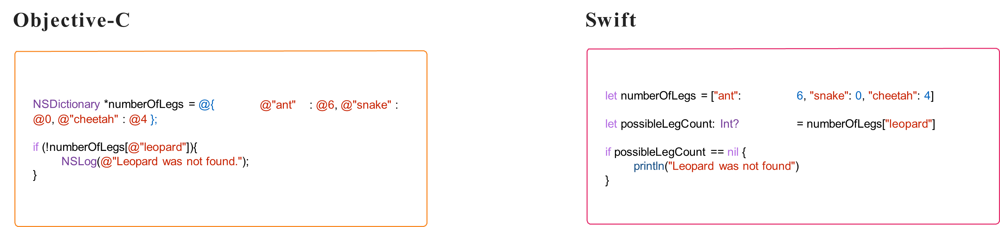 Objective-C
NSDictionary *numberOfLegs = @{ @"ant" : @6, @"snake" :
@0, @"cheetah" : @4 };
if (!numberOfLegs[@"leopard"]){
NSLog(@"Leopard was not found.");
}
Swift
let numberOfLegs = ["ant": 6, "snake": 0, "cheetah": 4]
let possibleLegCount: Int? = numberOfLegs["leopard"]
if possibleLegCount == nil {
println("Leopard was not found")
}